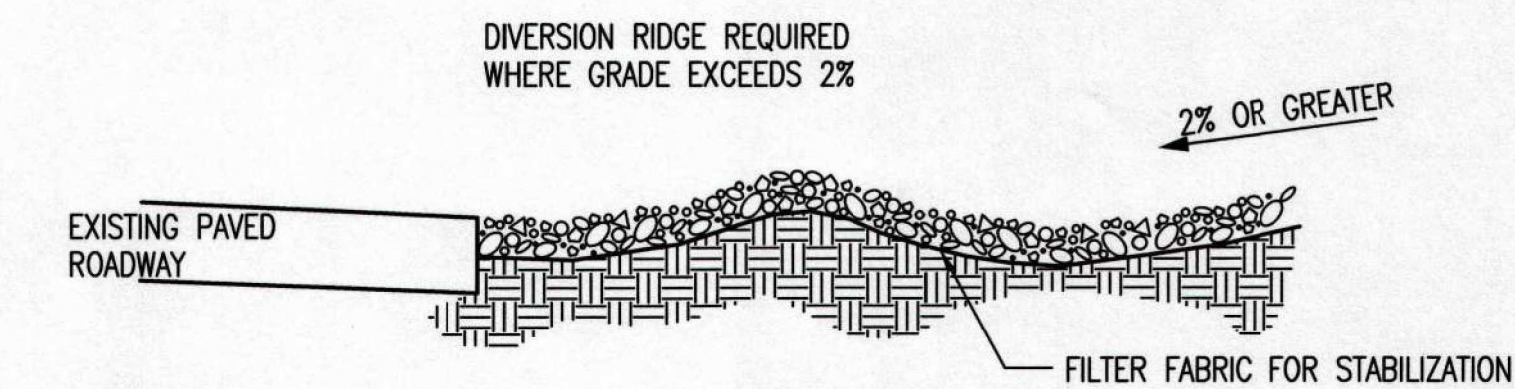 DIVERSION RIDGE REQUIRED
WHERE GRADE EXCEEDS 2%
2% OR GREATER
EXISTING PAVED
ROADWAY
FILTER FABRIC FOR STABILIZATION